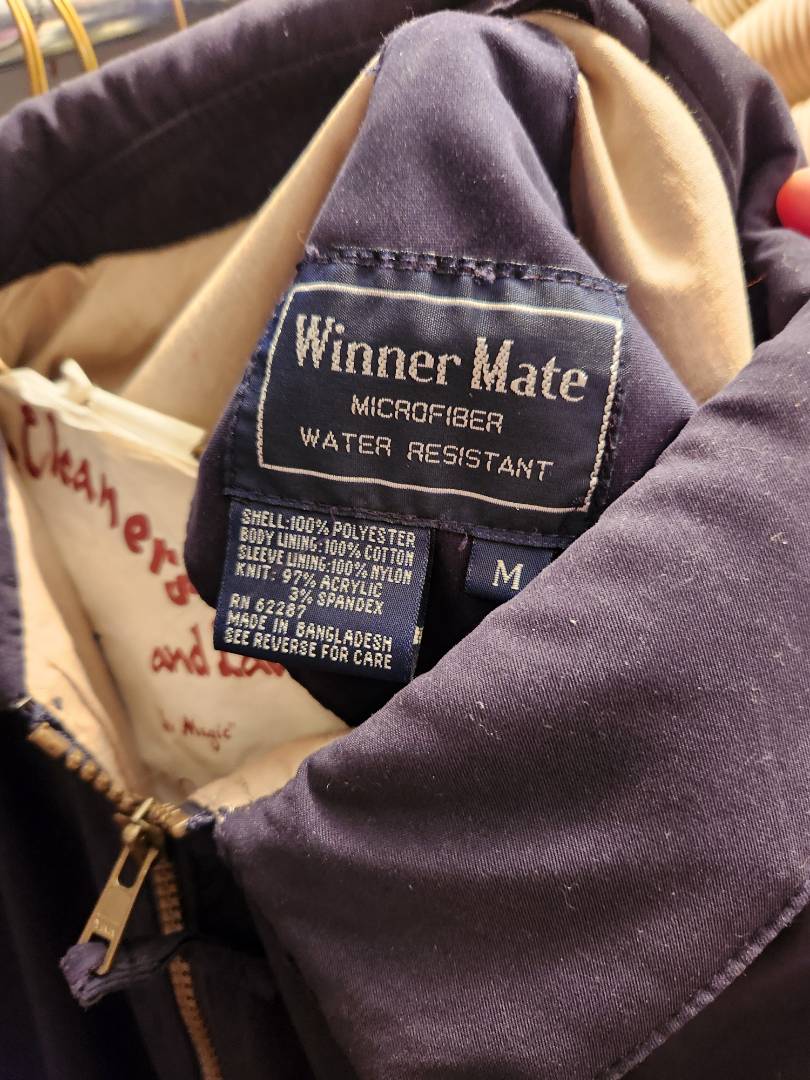 Winner Mate
MICROFIBER
WATER RESISTANT
SHELL:100% POLYESTER
BODY LINING:100% COTTON
SLEEVE LINING:100% NYLON
KNIT: 97% ACRYLIC
3% SPANDEX
RN 62287
MADE IN BANGLADESH
SEE REVERSE FOR CARE
M
Cleaner
and
Magic"